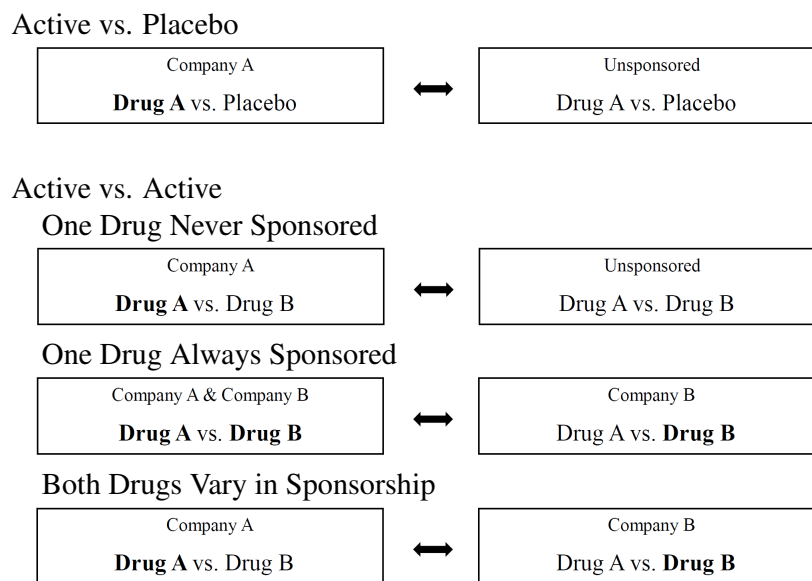 Active vs. Placebo
Company A
Drug A vs. Placebo
Unsponsored
Drug A vs. Placebo
Active vs. Active
One Drug Never Sponsored
Company A
Drug A vs. Drug B
Unsponsored
Drug A vs. Drug B
One Drug Always Sponsored
Company A & Company B
Drug A vs. Drug B
Company B
Drug A vs. Drug B
Both Drugs Vary in Sponsorship
Company A
Drug A vs. Drug B
Company B
Drug A vs. Drug B